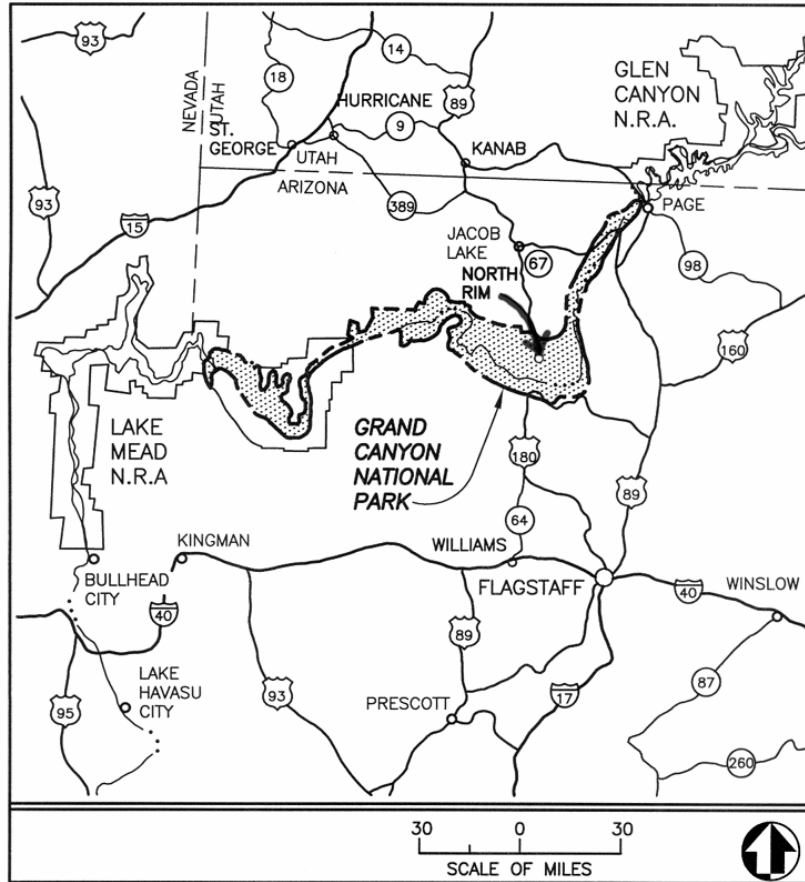 93
14
18
GLEN
CANYON
N.R.A.
HURRICANE
89
NEVADA
UTAH
9
ST.
GEORGE
UTAH
KANAB
ARIZONA
93
389
15
PAGE
JACOB
LAKE
67
98
NORTH
RIM
160
LAKE
MEAD
N.R.A
GRAND
CANYON
NATIONAL
PARK
180
89
64
KINGMAN
WILLIAMS
BULLHEAD
CITY
FLAGSTAFF
40
WINSLOW
40
89
LAKE
HAVASU
CITY
93
87
95
PRESCOTT
17
260
30 0 30
SCALE OF MILES